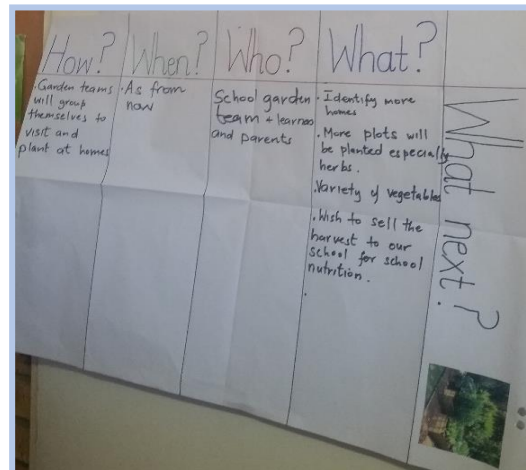 How?
· Garden teams
will group
themselves to
visit and
plant at homes
When?
· As from
now
Who?
School garden
team + learners
and parents
What?
· Identify more
homes
· More plots will
be planted especially
herbs.
· Variety of vegetables
· Wish to sell the
harvest to our
school for school
nutrition.
What next?